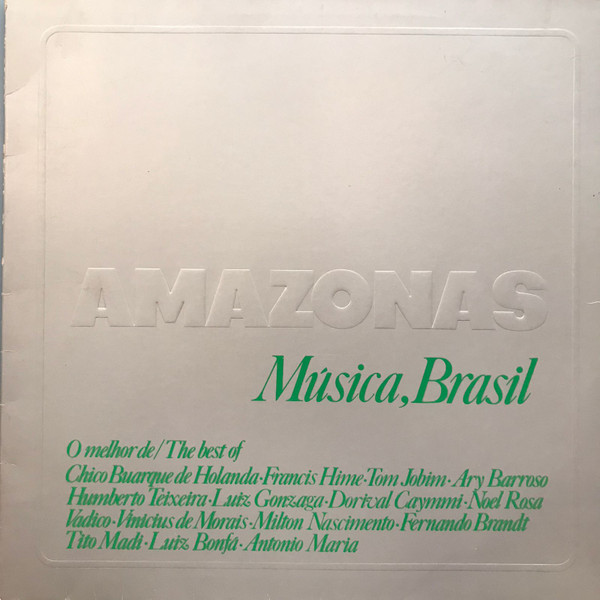 AMAZONAS
Música, Brasil
O melhor de/The best of
Chico Buarque de Holanda·Francis Hime·Tom Jobim·Ary Barroso
Humberto Teixeira·Luiz Gonzaga·Dorival Caymmi·Noel Rosa
Vadico·Vinicius de Morais·Milton Nascimento·Fernando Brandt
Tito Madi·Luiz Bonfá·Antonio Maria